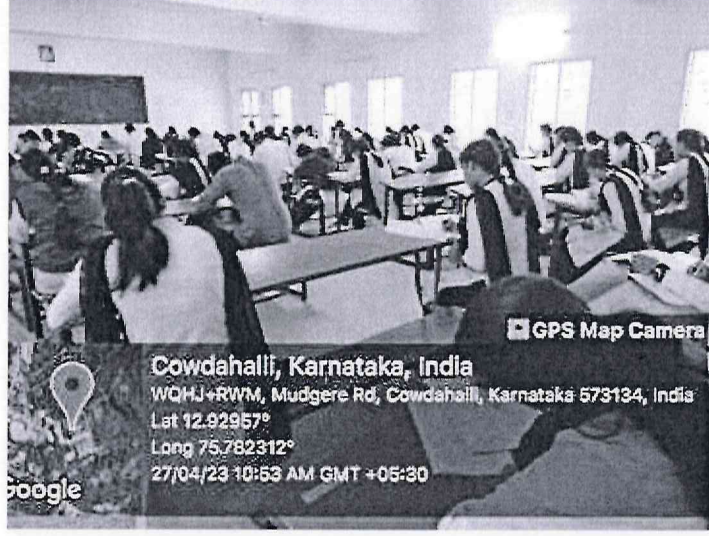 GPS Map Camera
Cowdahalli, Karnataka, India
WQHJ+RWM, Mudgere Rd, Cowdahalli, Karnataka 573134, India
Lat 12.92957°
Long 75.782312°
27/04/23 10:53 AM GMT +05:30
Google